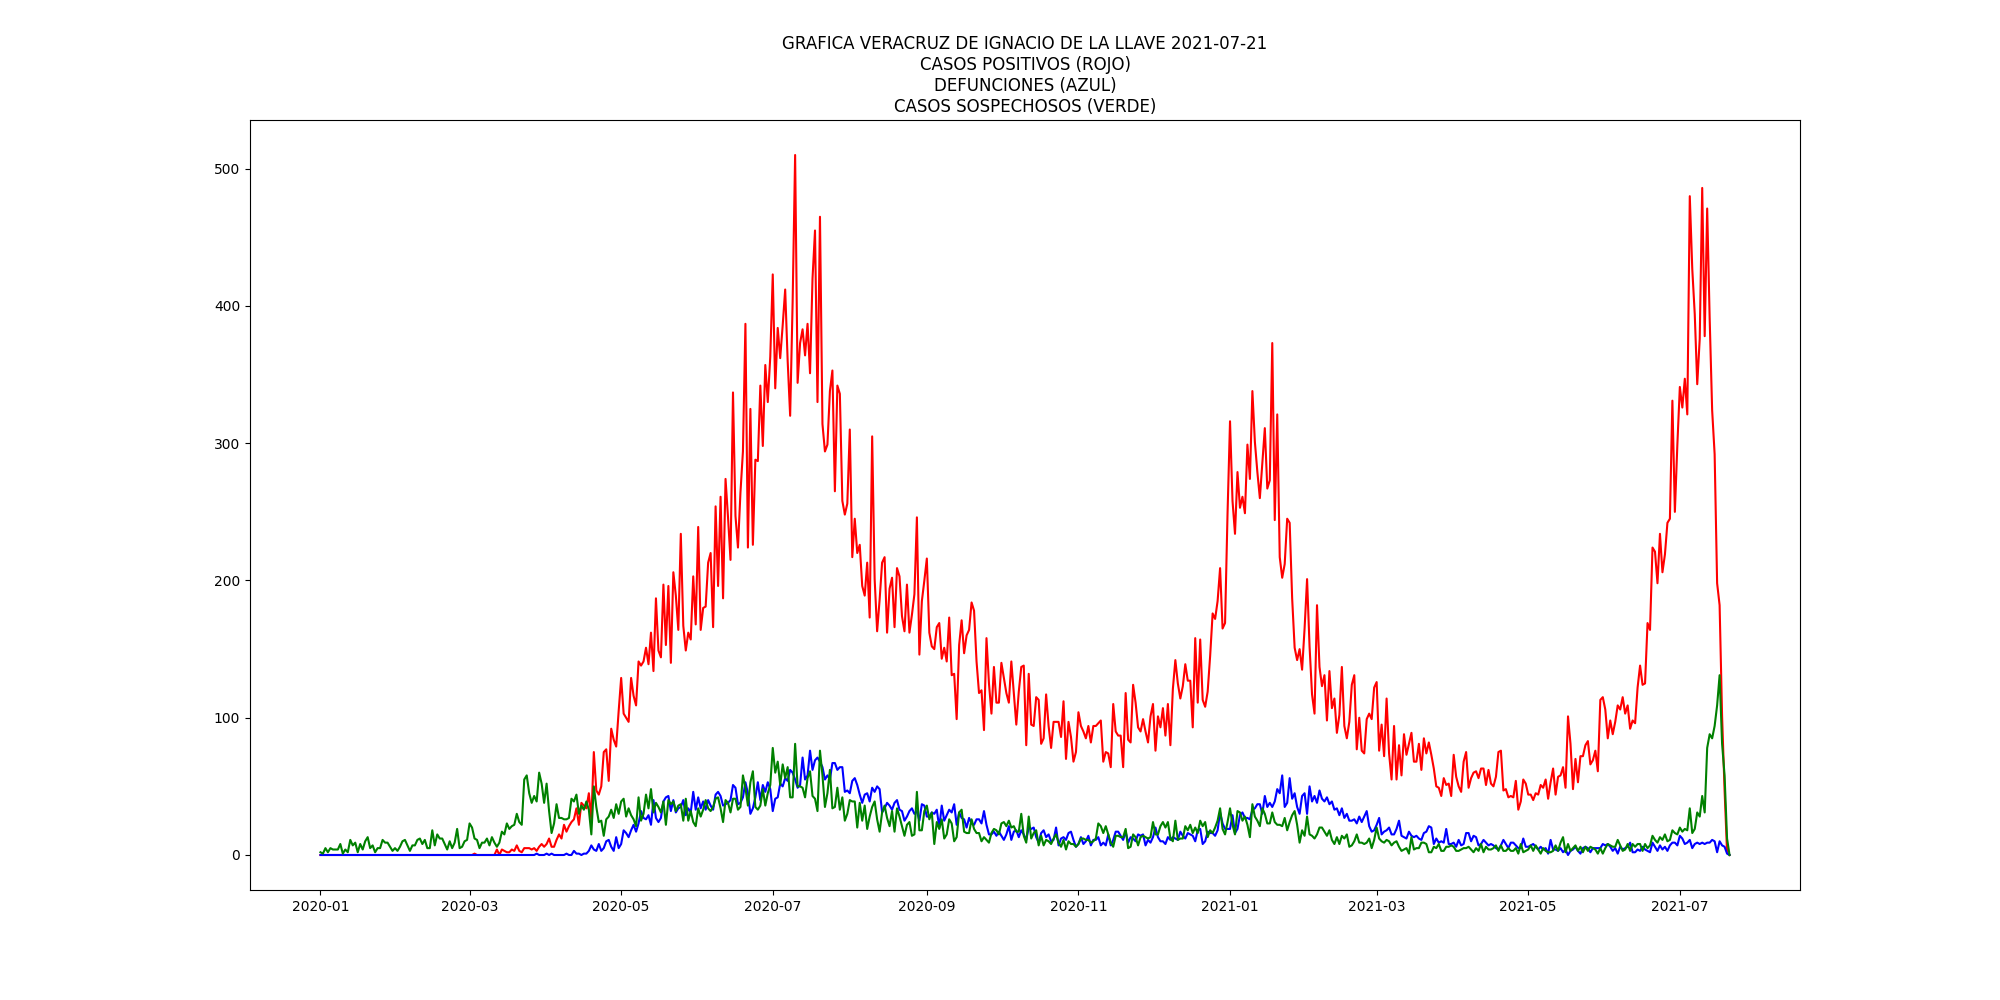 GRAFICA VERACRUZ DE IGNACIO DE LA LLAVE 2021-07-21
CASOS POSITIVOS (ROJO)
DEFUNCIONES (AZUL)
CASOS SOSPECHOSOS (VERDE)
500
400
300
200
100
0
2020-01 2020-03 2020-05 2020-07 2020-09 2020-11 2021-01 2021-03 2021-05 2021-07